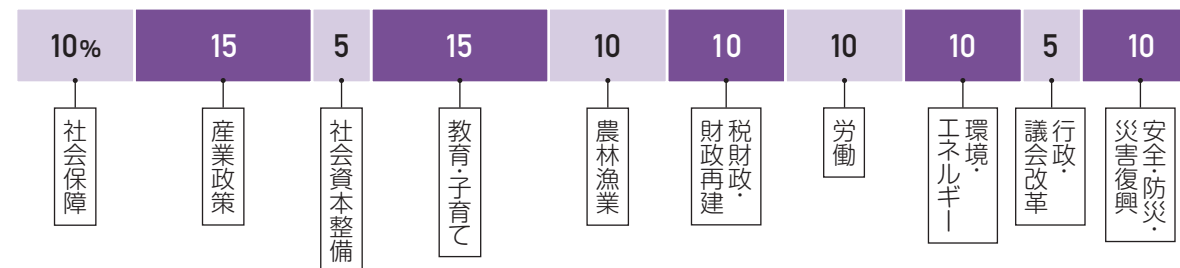 10%
15
5
15
10
10
10
10
5
10
社会保障
産業政策
社会資本整備
教育・子育て
農林漁業
税財政・
財政再建
労働
環境・
エネルギー
行政・
議会改革
安全・防災・
災害復興